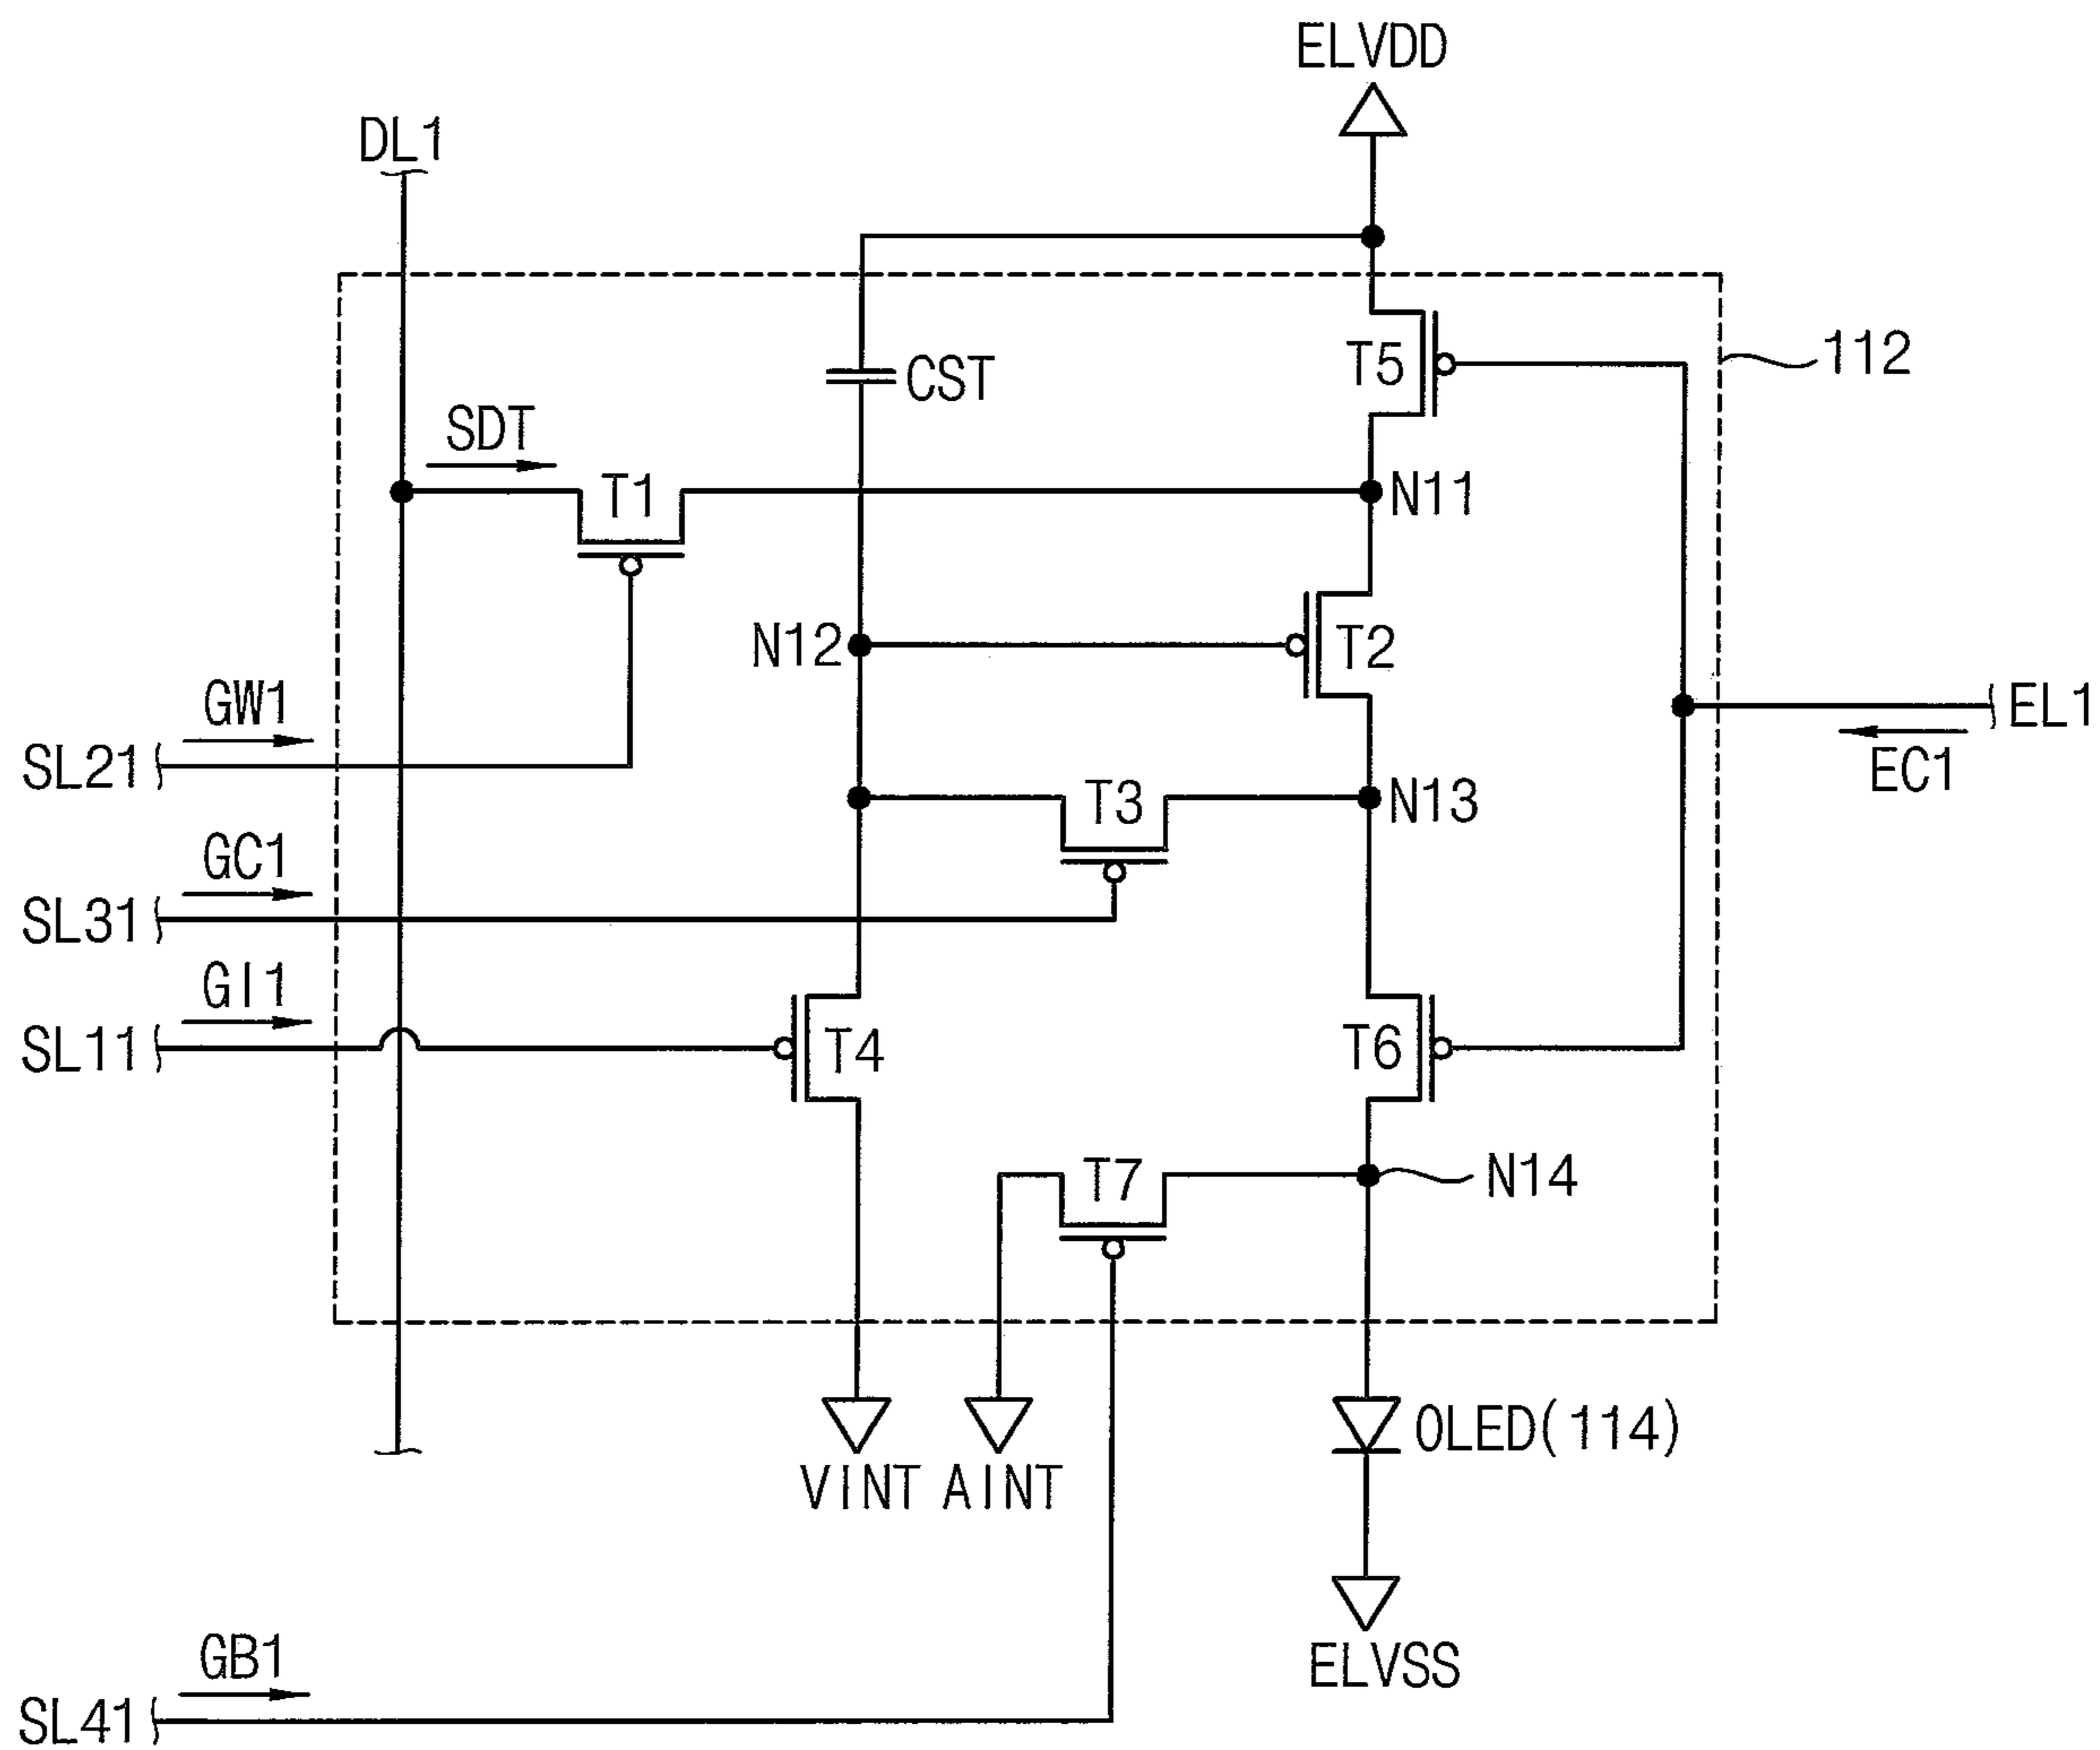 ELVDD
DL1
T5
112
CST
SDT
T1
N11
N12
T2
GW1
EL1
SL21
EC1
T3
N13
GC1
SL31
GI1
SL11
T4
T6
T7
N14
OLED(114)
VINT
AINT
GB1
ELVSS
SL41